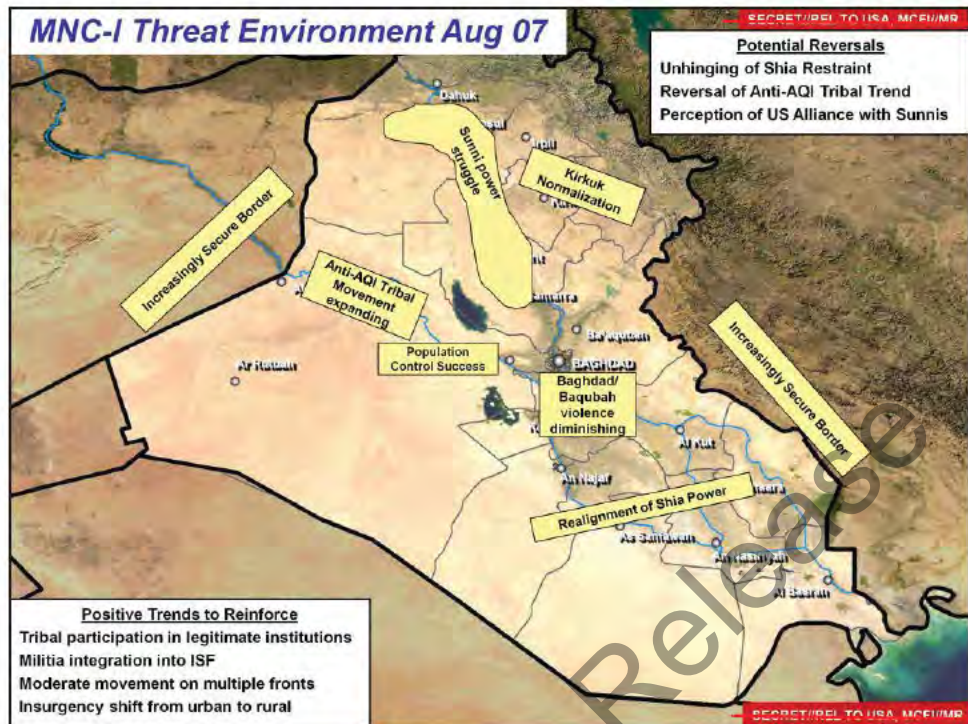 MNC-I Threat Environment Aug 07
SECRET//REL TO USA, MCFI//MR
Potential Reversals
Unhinging of Shia Restraint
Reversal of Anti-AQI Tribal Trend
Perception of US Alliance with Sunnis
Dahuk
Sunni power
struggle
Kirkuk
Normalization
Increasingly Secure Border
Anti-AQI Tribal
Movement
expanding
Ba'aqubah
Population
Control Success
BAGHDAD
Ar Rutbah
Baghdad/
Baqubah
violence
diminishing
Increasingly Secure Border
Al Kut
An Najaf
Realignment of Shia Power
As Samawah
An Nasiriyah
Al Basrah
Release
Positive Trends to Reinforce
Tribal participation in legitimate institutions
Militia integration into ISF
Moderate movement on multiple fronts
Insurgency shift from urban to rural
SECRET//REL TO USA, MCFI//MR